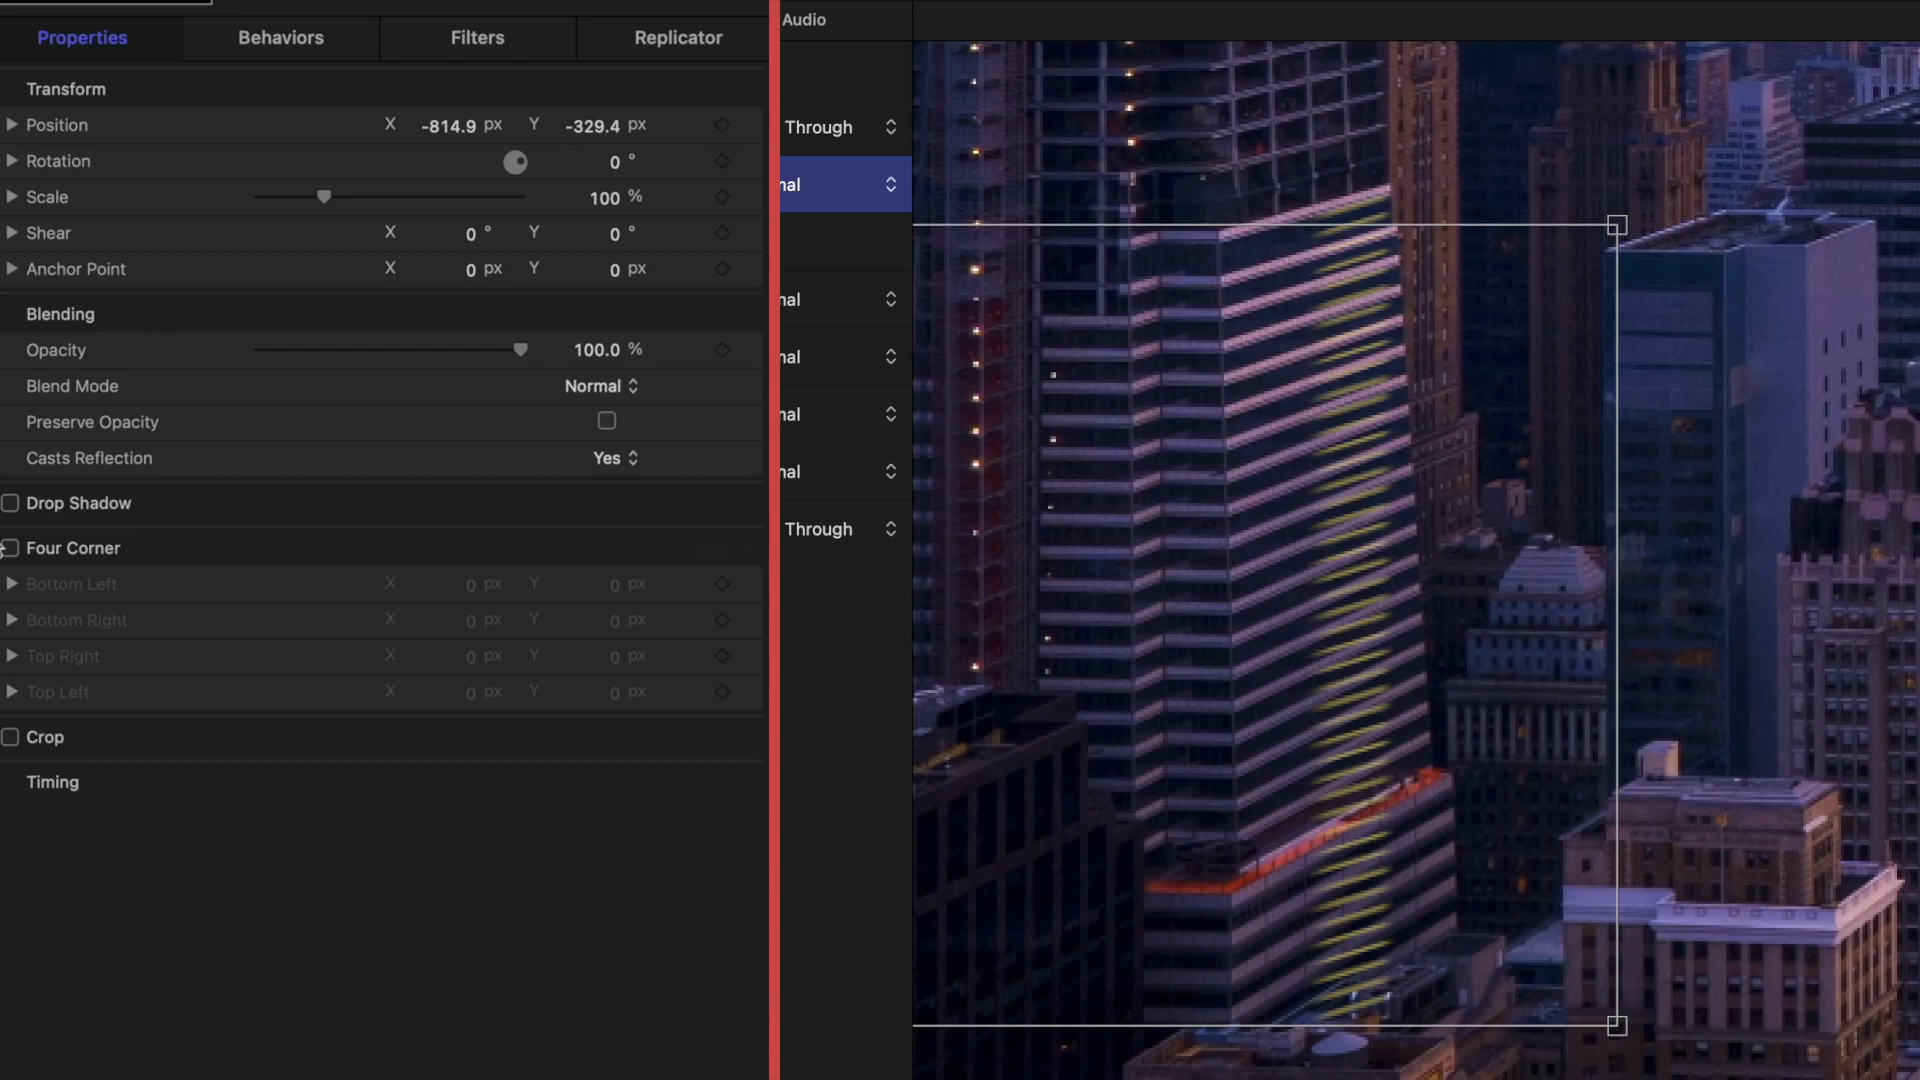 Properties Behaviors Filters Replicator
Transform
Position X -814.9 px Y -329.4 px
Rotation 0 °
Scale 100 %
Shear X 0 ° Y 0 °
Anchor Point X 0 px Y 0 px
Blending
Opacity 100.0 %
Blend Mode Normal
Preserve Opacity
Casts Reflection Yes
Drop Shadow
Four Corner
Bottom Left X 0 px Y 0 px
Bottom Right X 0 px Y 0 px
Top Right X 0 px Y 0 px
Top Left X 0 px Y 0 px
Crop
Timing
Audio
Through
nal
nal
nal
nal
nal
Through